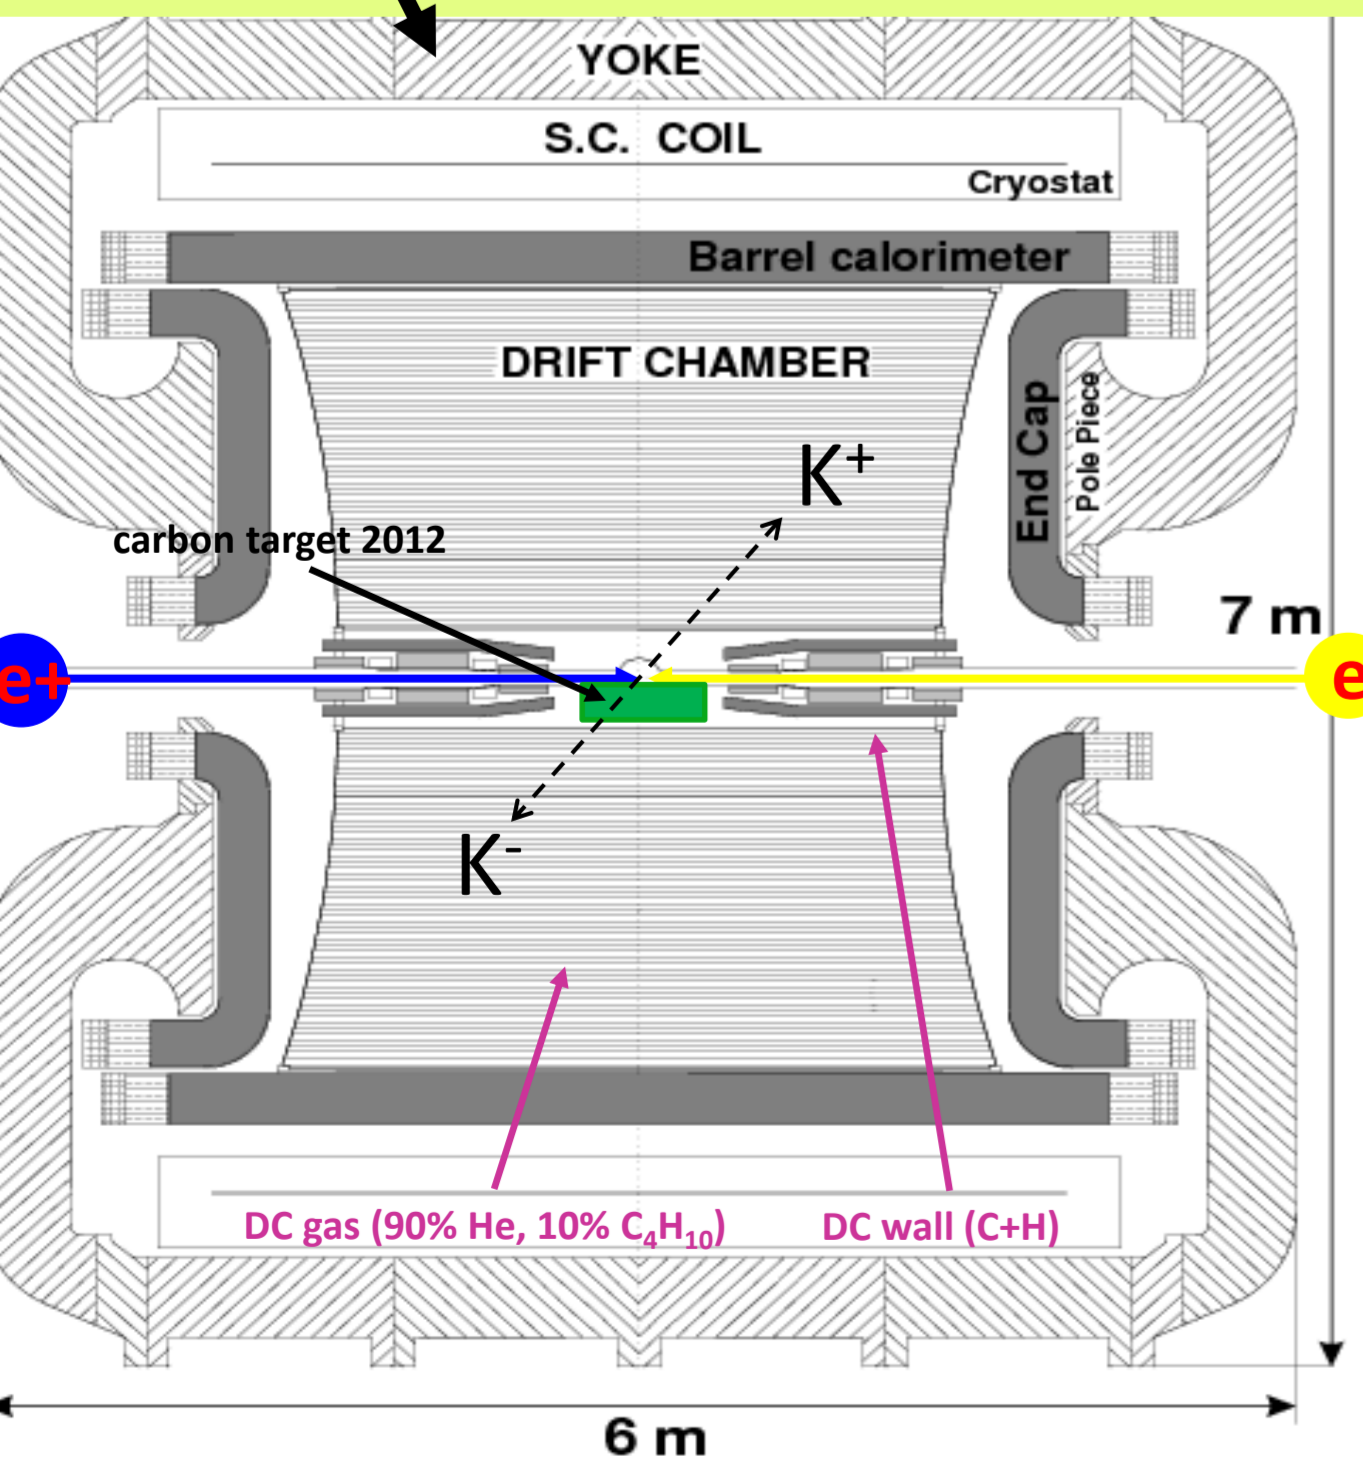 YOKE
S.C. COIL
Cryostat
Barrel calorimeter
DRIFT CHAMBER
K⁺
End Cap
Pole Piece
carbon target 2012
7 m
e+
e
K⁻
DC gas (90% He, 10% C₄H₁₀)
DC wall (C+H)
6 m